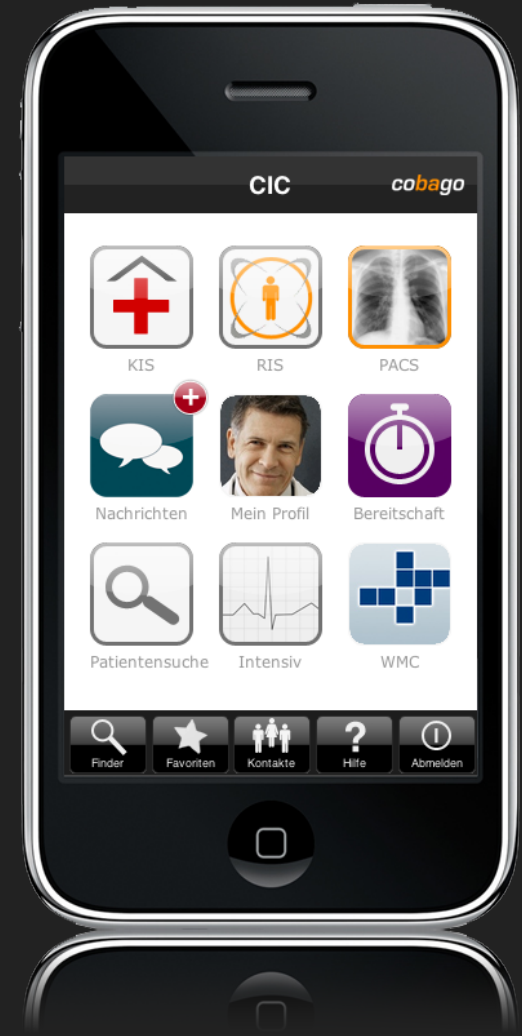 CIC cobago
KIS RIS PACS
Nachrichten Mein Profil Bereitschaft
Patientensuche Intensiv WMC
Finder Favoriten Kontakte Hilfe Abmelden